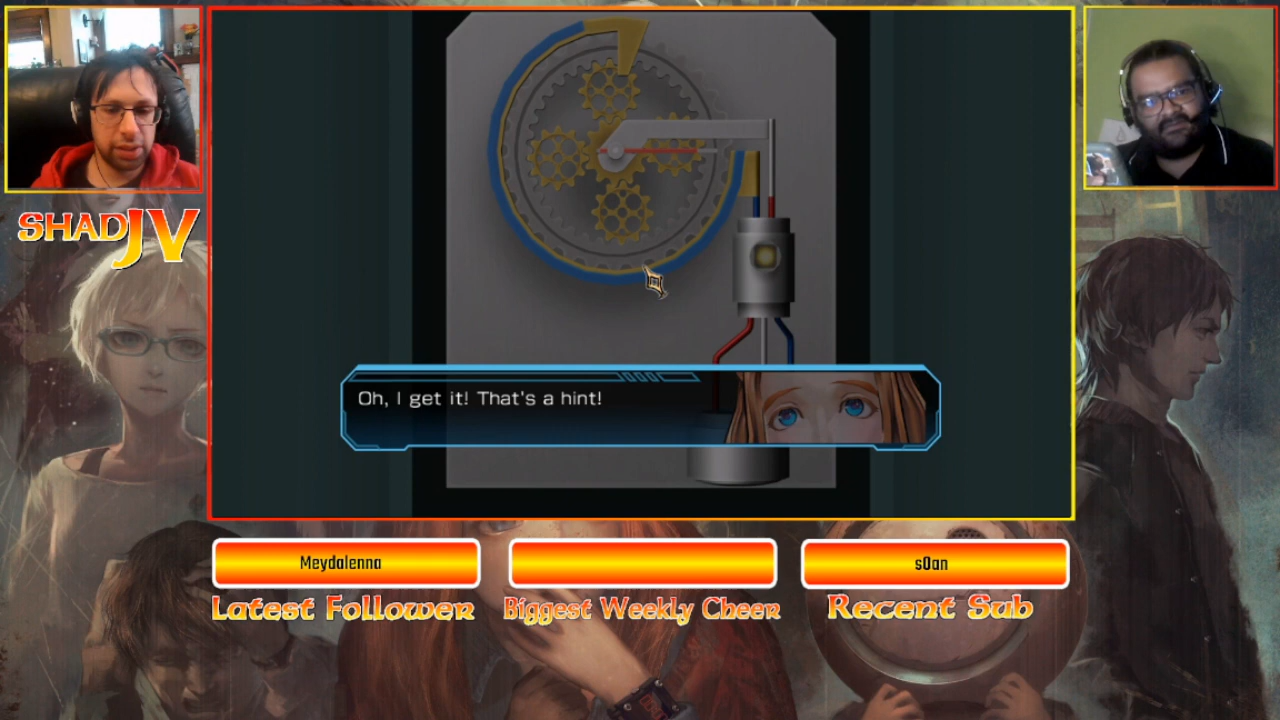 SHADJV
Oh, I get it! That's a hint!
Meydalenna
s0an
Latest Follower
Biggest Weekly Cheer
Recent Sub